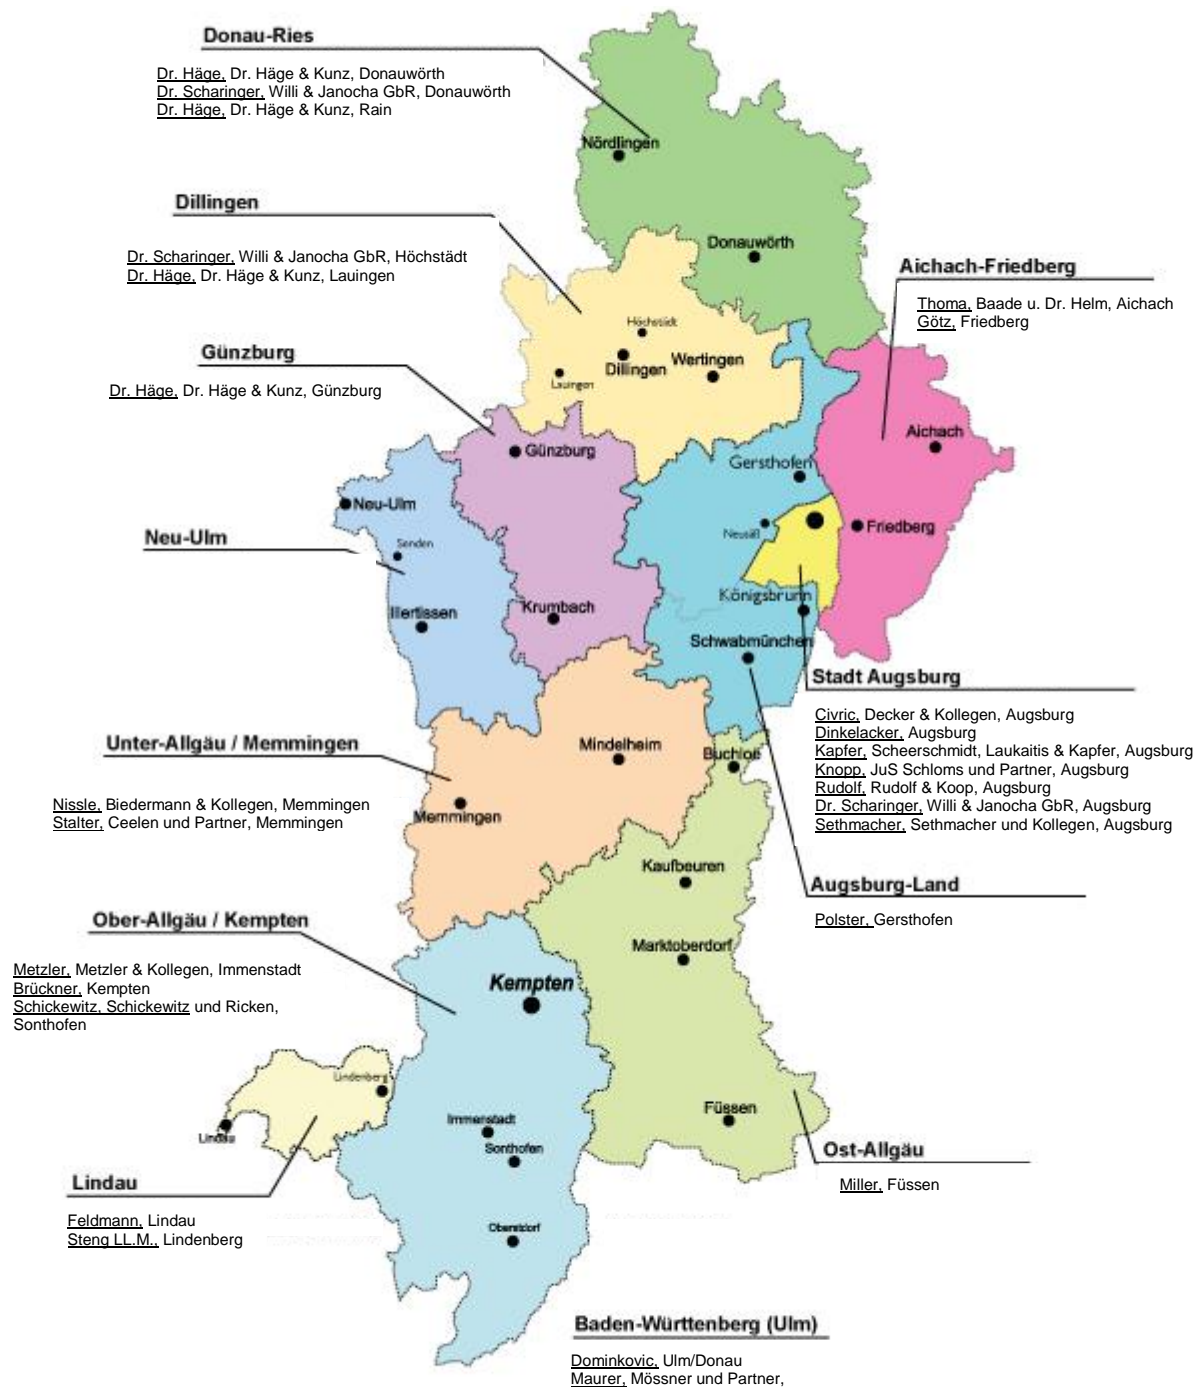 Donau-Ries
Dr. Häge, Dr. Häge & Kunz, Donauwörth
Dr. Scharinger, Willi & Janocha GbR, Donauwörth
Dr. Häge, Dr. Häge & Kunz, Rain
Nördlingen
Donauwörth
Dillingen
Dr. Scharinger, Willi & Janocha GbR, Höchstädt
Dr. Häge, Dr. Häge & Kunz, Lauingen
Höchstädt
Dillingen
Wertingen
Lauingen
Aichach-Friedberg
Thoma, Baade u. Dr. Helm, Aichach
Götz, Friedberg
Aichach
Friedberg
Günzburg
Dr. Häge, Dr. Häge & Kunz, Günzburg
Günzburg
Krumbach
Gersthofen
Neusäß
Königsbrunn
Schwabmünchen
Neu-Ulm
Neu-Ulm
Senden
Illertissen
Stadt Augsburg
Civric, Decker & Kollegen, Augsburg
Dinkelacker, Augsburg
Kapfer, Scheerschmidt, Laukaitis & Kapfer, Augsburg
Knopp, JuS Schloms und Partner, Augsburg
Rudolf, Rudolf & Koop, Augsburg
Dr. Scharinger, Willi & Janocha GbR, Augsburg
Sethmacher, Sethmacher und Kollegen, Augsburg
Unter-Allgäu / Memmingen
Nissle, Biedermann & Kollegen, Memmingen
Stalter, Ceelen und Partner, Memmingen
Mindelheim
Memmingen
Buchloe
Kaufbeuren
Marktoberdorf
Füssen
Augsburg-Land
Polster, Gersthofen
Ober-Allgäu / Kempten
Metzler, Metzler & Kollegen, Immenstadt
Brückner, Kempten
Schickewitz, Schickewitz und Ricken,
Sonthofen
Kempten
Immenstadt
Sonthofen
Oberstdorf
Lindenberg
Lindau
Lindau
Feldmann, Lindau
Steng LL.M., Lindenberg
Ost-Allgäu
Miller, Füssen
Baden-Württenberg (Ulm)
Dominkovic, Ulm/Donau
Maurer, Mössner und Partner,